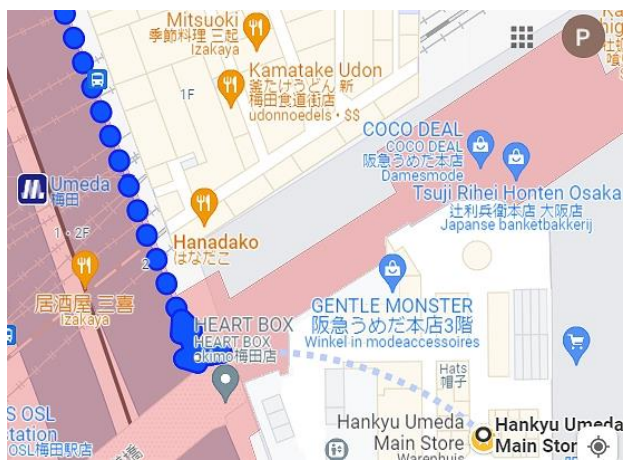 Mitsuoki
季節料理 三起
Izakaya
P
1F
Kamatake Udon
釜たけうどん 新
梅田食道街店
udonnoedels • $$
COCO DEAL
COCO DEAL
阪急うめだ本店
Damesmode
Umeda
梅田
Tsuji Rihei Honten Osaka
辻利兵衛本店 大阪店
Japanse banketbakkerij
1・2F
2
Hanadako
はなだこ
居酒屋 三喜
Izakaya
GENTLE MONSTER
阪急うめだ本店3階
Winkel in modeaccessoires
HEART BOX
HEART BOX
akimo梅田店
Hats
帽子
S OSL
station
OSL梅田駅店
Hankyu Umeda
Main Store
Warenhuis
Hankyu Umeda
Main Stor